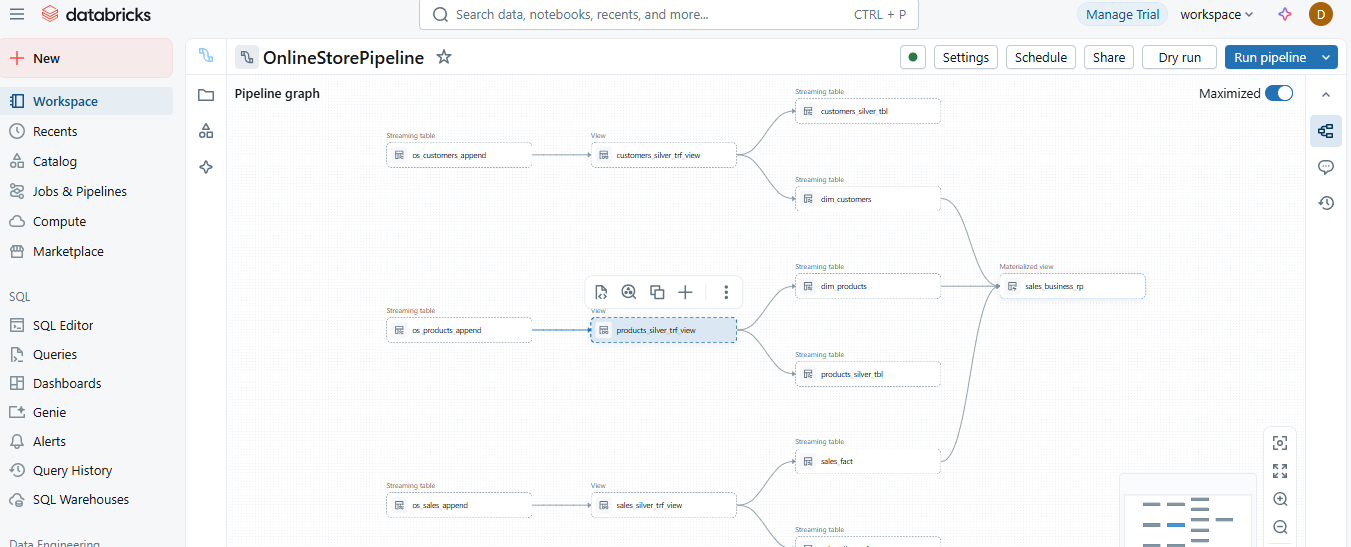 databricks
Search data, notebooks, recents, and more...
CTRL + P
Manage Trial
workspace
D
New
Workspace
Recents
Catalog
Jobs & Pipelines
Compute
Marketplace
SQL
SQL Editor
Queries
Dashboards
Genie
Alerts
Query History
SQL Warehouses
Data Engineering
OnlineStorePipeline
Settings
Schedule
Share
Dry run
Run pipeline
Pipeline graph
Maximized
Streaming table
customers_silver_tbl
Streaming table
os_customers_append
View
customers_silver_trf_view
Streaming table
dim_customers
Streaming table
dim_products
Materialized view
sales_business_rp
Streaming table
os_products_append
View
products_silver_trf_view
Streaming table
products_silver_tbl
Streaming table
sales_fact
Streaming table
os_sales_append
View
sales_silver_trf_view
Streaming table